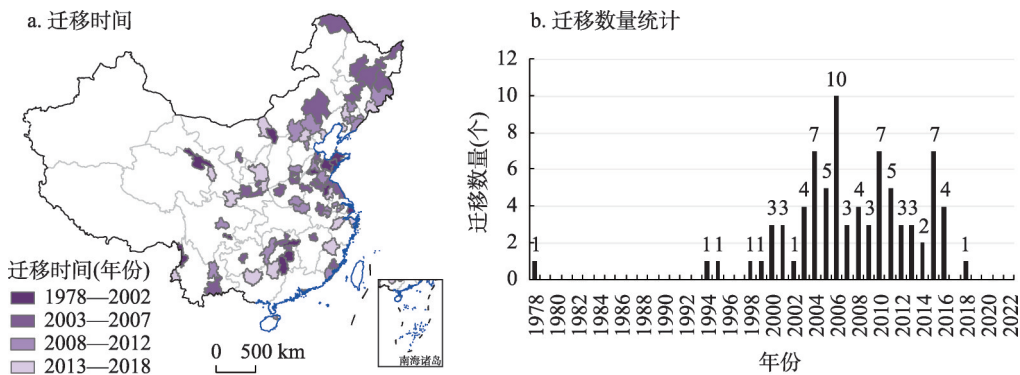 a. 迁移时间
迁移时间(年份)
1978—2002
2003—2007
2008—2012
2013—2018
0 500 km
南海诸岛
b. 迁移数量统计
迁移数量(个)
12
10
8
6
4
2
0
1 1 1 1 1 3 3 1 4 7 5 10 3 4 3 7 5 3 3 2 7 4 1
1978 1980 1982 1984 1986 1988 1990 1992 1994 1996 1998 2000 2002 2004 2006 2008 2010 2012 2014 2016 2018 2020 2022
年份